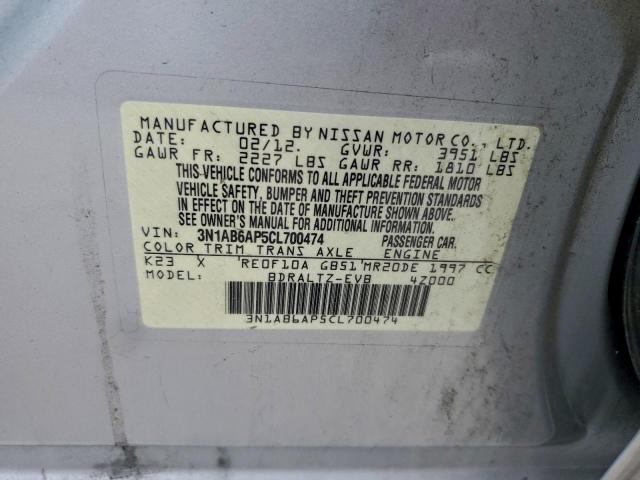 MANUFACTURED BY NISSAN MOTOR CO., LTD.
DATE: 02/12. GVWR: 3951 LBS
GAWR FR: 2227 LBS GAWR RR: 1810 LBS
THIS-VEHICLE CONFORMS TO ALL APPLICABLE FEDERAL MOTOR
VEHICLE SAFETY, BUMPER AND THEFT PREVENTION STANDARDS
IN EFFECT ON THE DATE OF MANUFACTURE SHOWN ABOVE.
SEE OWNER'S MANUAL FOR ADDITIONAL INFORMATION.
VIN: 3N1AB6AP5CL700474 PASSENGER CAR.
COLOR TRIM TRANS AXLE ENGINE
K23 X 'RE0F10A GB51'MR20DE 1997 CC
MODEL: BDRALTZ-EVB 4Z000
3N1AB6AP5CL700474